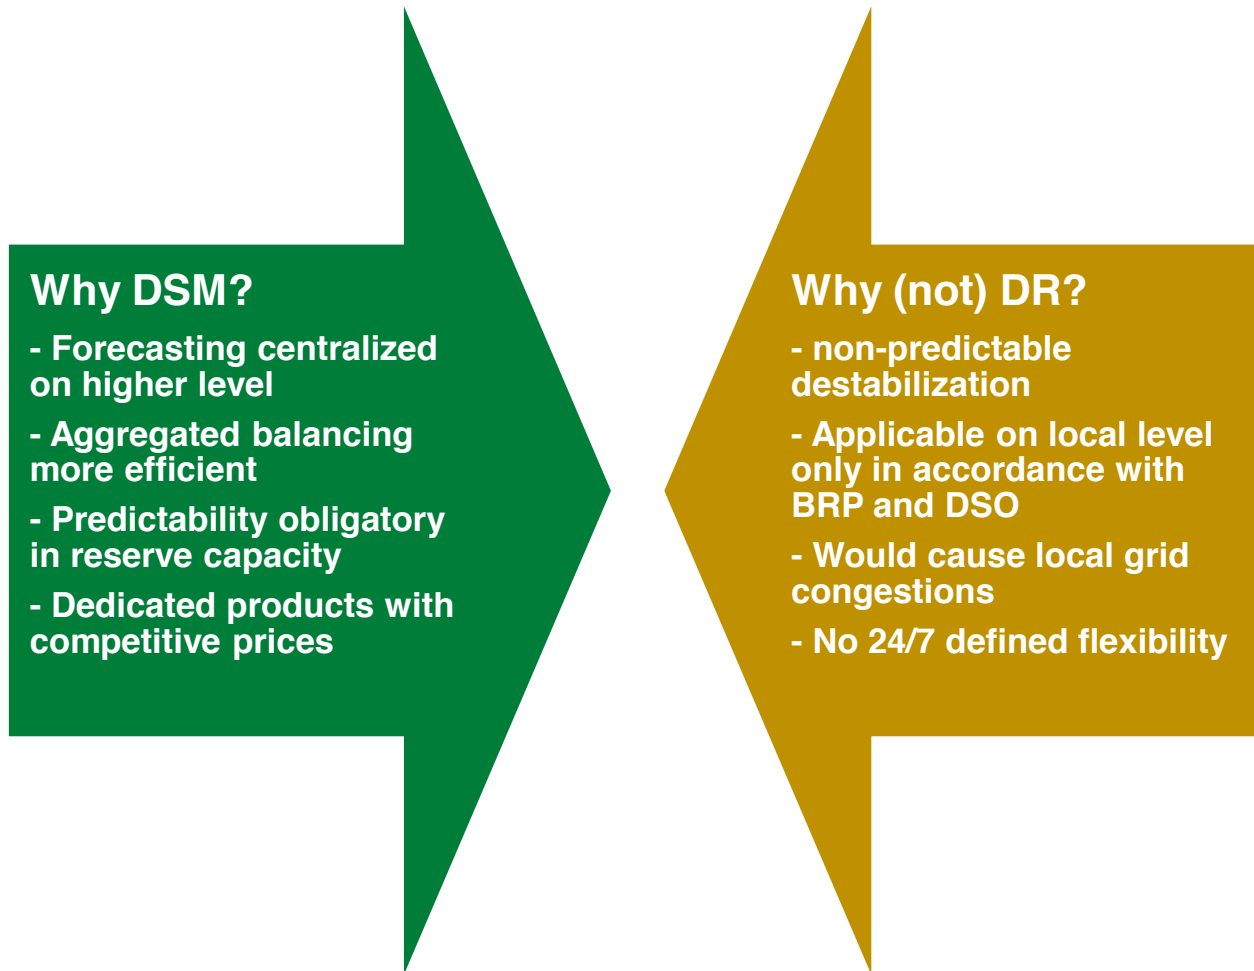 Why DSM?
- Forecasting centralized
on higher level
- Aggregated balancing
more efficient
- Predictability obligatory
in reserve capacity
- Dedicated products with
competitive prices
Why (not) DR?
- non-predictable
destabilization
- Applicable on local level
only in accordance with
BRP and DSO
- Would cause local grid
congestions
- No 24/7 defined flexibility